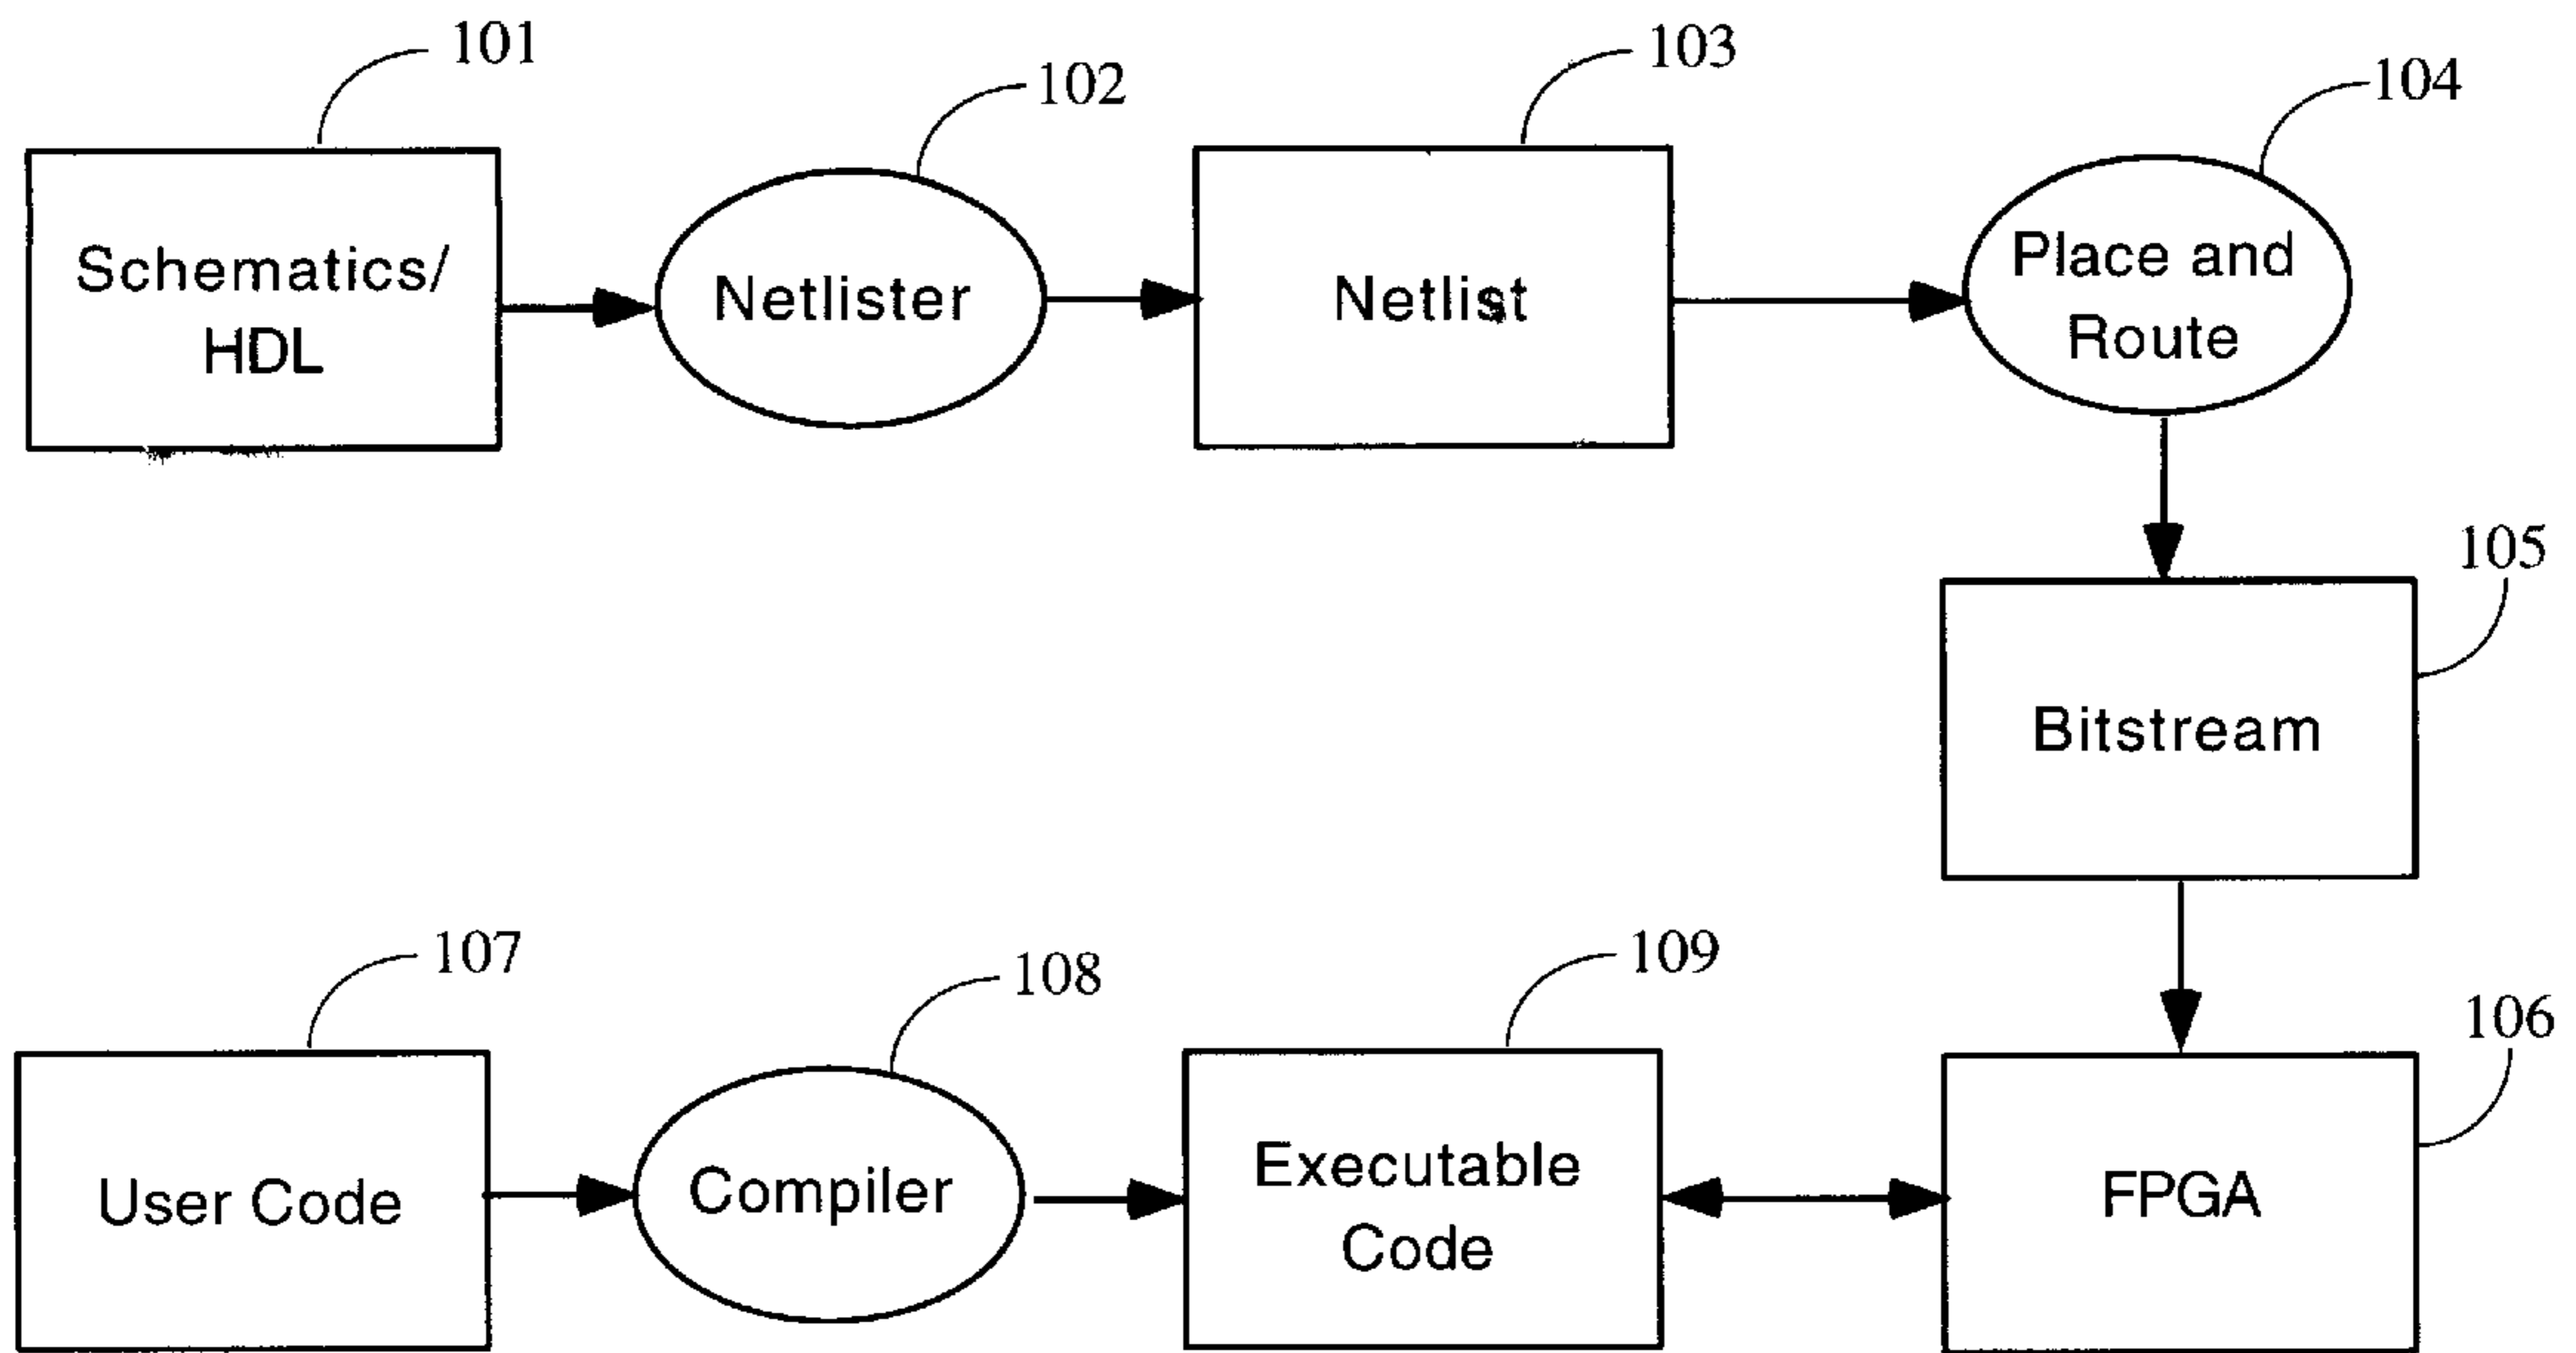 101
102
103
104
Schematics/
HDL
Netlister
Netlist
Place and
Route
105
Bitstream
107
108
109
106
User Code
Compiler
Executable
Code
FPGA